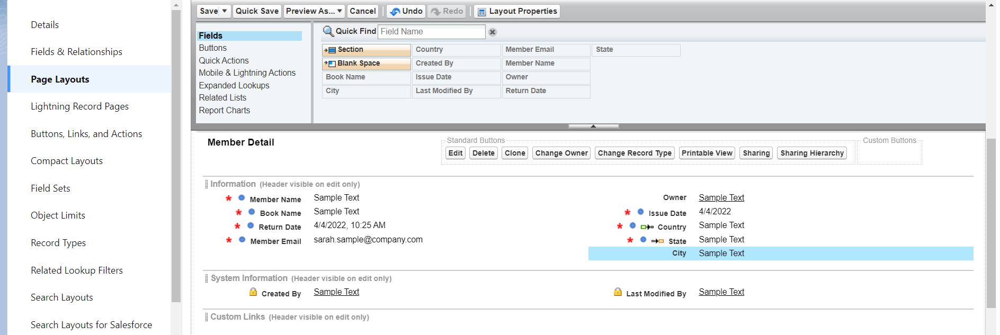 Details
Fields & Relationships
Page Layouts
Lightning Record Pages
Buttons, Links, and Actions
Compact Layouts
Field Sets
Object Limits
Record Types
Related Lookup Filters
Search Layouts
Search Layouts for Salesforce
Save Quick Save Preview As... Cancel Undo Redo Layout Properties
Fields
Buttons
Quick Actions
Mobile & Lightning Actions
Expanded Lookups
Related Lists
Report Charts
Quick Find Field Name
Section Country Member Email State
Blank Space Created By Member Name
Book Name Issue Date Owner
City Last Modified By Return Date
Member Detail
Standard Buttons
Edit Delete Clone Change Owner Change Record Type Printable View Sharing Sharing Hierarchy
Custom Buttons
Information (Header visible on edit only)
* Member Name Sample Text Owner Sample Text
* Book Name Sample Text * Issue Date 4/4/2022
* Return Date 4/4/2022, 10:25 AM * Country Sample Text
* Member Email sarah.sample@company.com * State Sample Text
City Sample Text
System Information (Header visible on edit only)
Created By Sample Text Last Modified By Sample Text
Custom Links (Header visible on edit only)